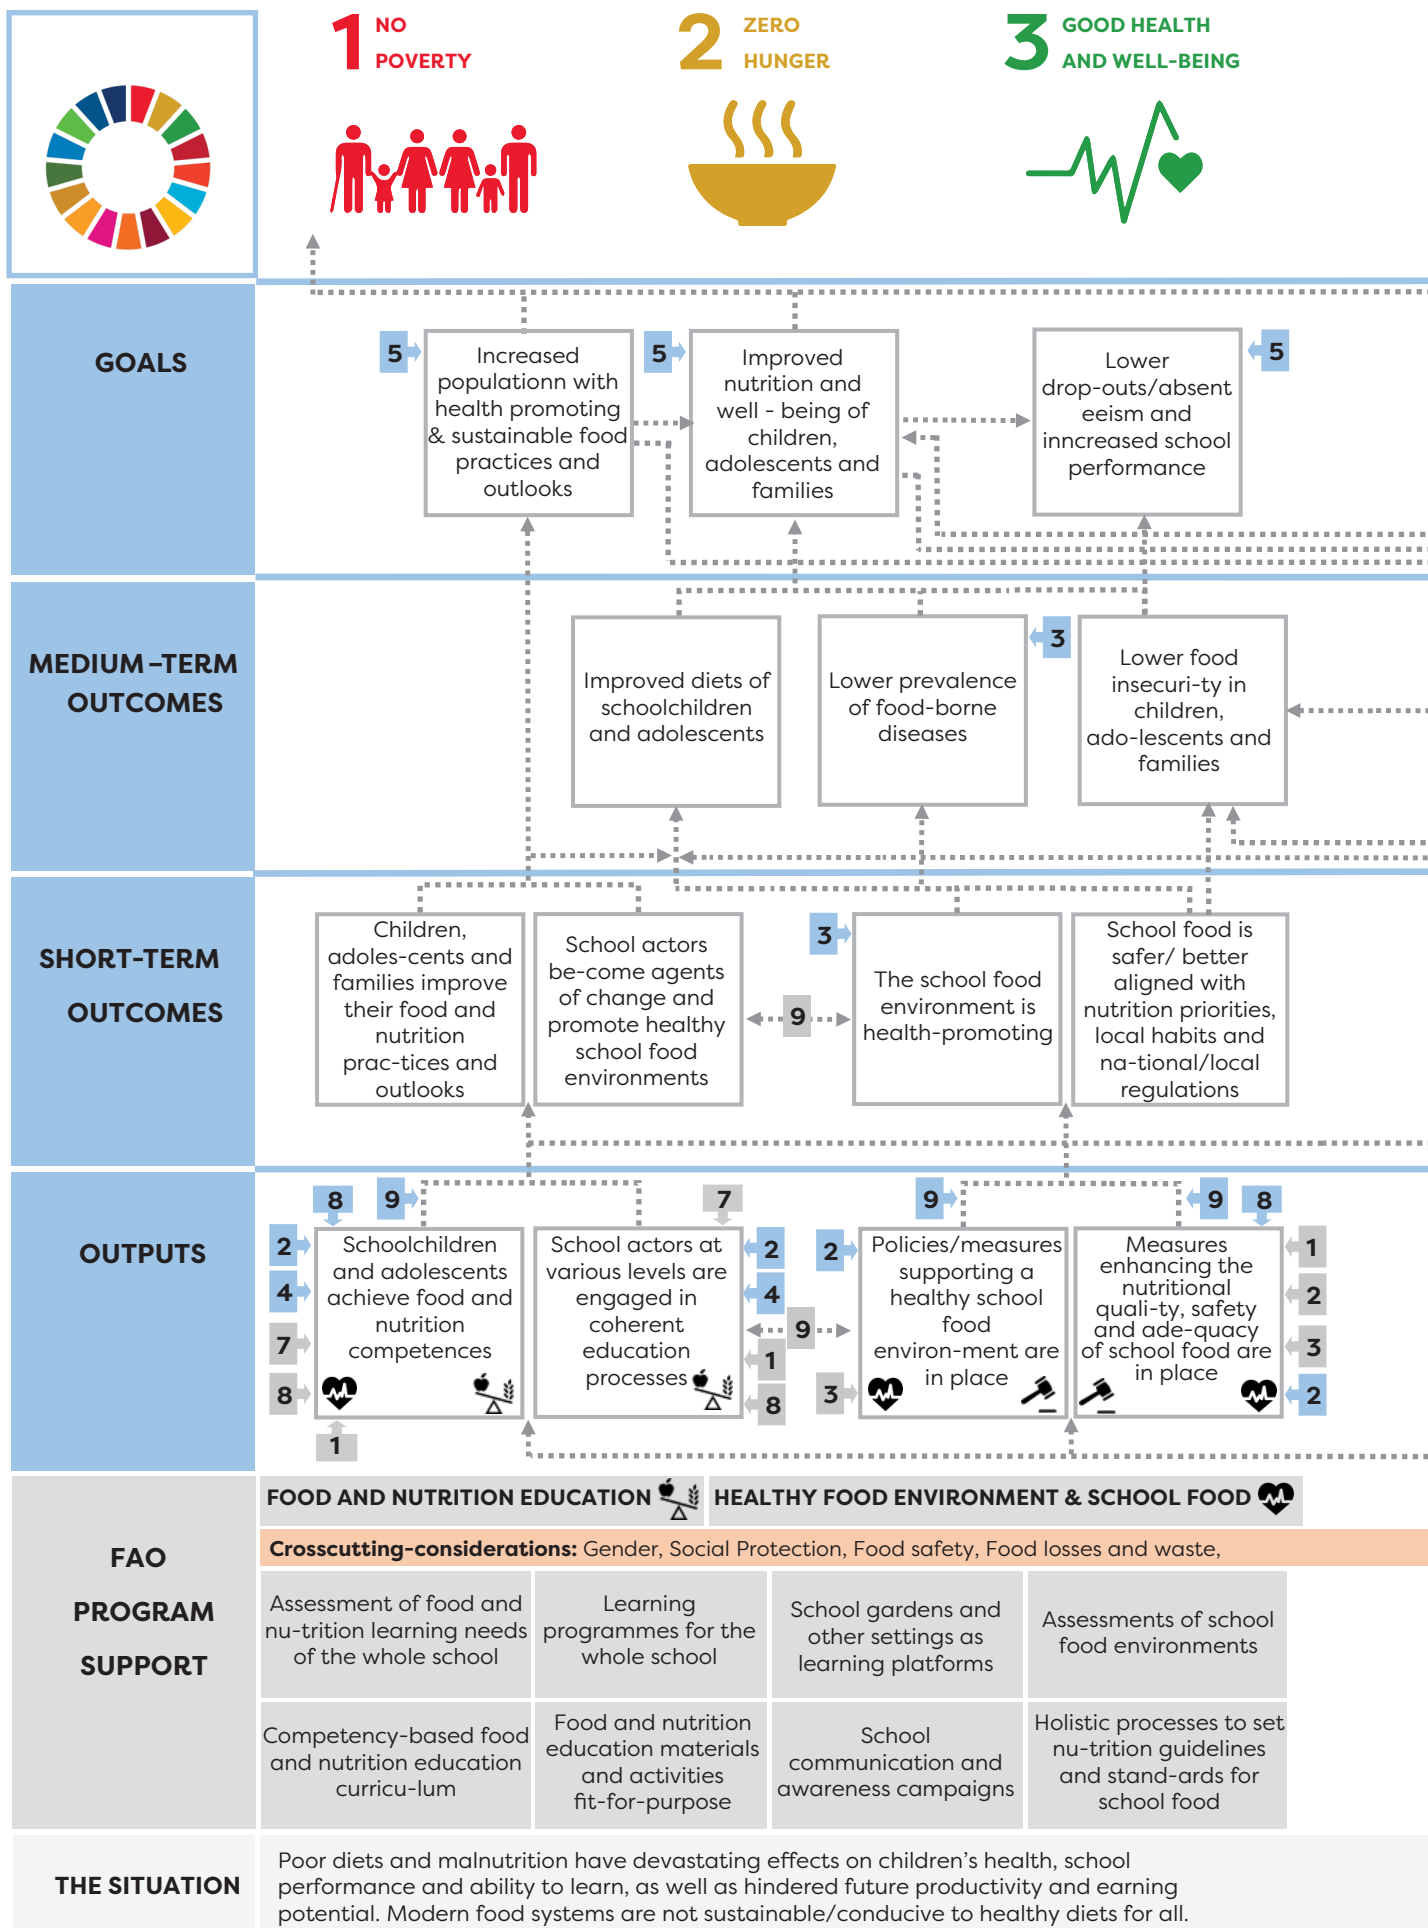 1 NO
POVERTY
2 ZERO
HUNGER
3 GOOD HEALTH
AND WELL-BEING
GOALS
5
Increased
populationn with
health promoting
& sustainable food
practices and
outlooks
5
Improved
nutrition and
well - being of
children,
adolescents and
families
Lower
drop-outs/absent
eeism and
inncreased school
performance
5
MEDIUM-TERM
OUTCOMES
Improved diets of
schoolchildren
and adolescents
Lower prevalence
of food-borne
diseases
3
Lower food
insecuri-ty in
children,
ado-lescents and
families
SHORT-TERM
OUTCOMES
Children,
adoles-cents and
families improve
their food and
nutrition
prac-tices and
outlooks
School actors
be-come agents
of change and
promote healthy
school food
environments
9
3
The school food
environment is
health-promoting
School food is
safer/ better
aligned with
nutrition priorities,
local habits and
na-tional/local
regulations
OUTPUTS
8
9
2
4
7
8
1
Schoolchildren
and adolescents
achieve food and
nutrition
competences
7
School actors at
various levels are
engaged in
coherent
education
processes
2
4
1
8
9
9
2
3
Policies/measures
supporting a
healthy school
food
environ-ment are
in place
9
8
Measures
enhancing the
nutritional
quali-ty, safety
and ade-quacy
of school food are
in place
1
2
3
2
FAO
PROGRAM
SUPPORT
FOOD AND NUTRITION EDUCATION
HEALTHY FOOD ENVIRONMENT & SCHOOL FOOD
Crosscutting-considerations: Gender, Social Protection, Food safety, Food losses and waste,
Assessment of food and
nu-trition learning needs
of the whole school
Learning
programmes for the
whole school
School gardens and
other settings as
learning platforms
Assessments of school
food environments
Competency-based food
and nutrition education
curricu-lum
Food and nutrition
education materials
and activities
fit-for-purpose
School
communication and
awareness campaigns
Holistic processes to set
nu-trition guidelines
and stand-ards for
school food
THE SITUATION
Poor diets and malnutrition have devastating effects on children’s health, school
performance and ability to learn, as well as hindered future productivity and earning
potential. Modern food systems are not sustainable/conducive to healthy diets for all.